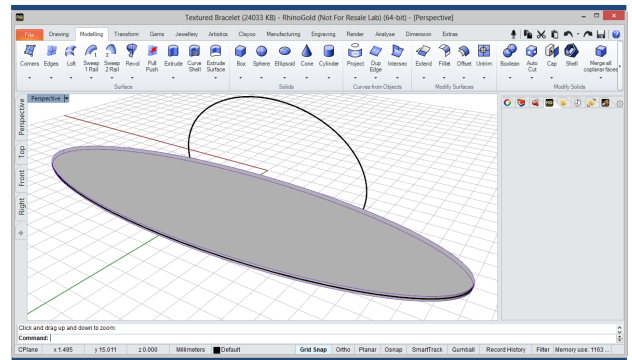 Textured Bracelet (24033 KB) - RhinoGold (Not For Resale Lab) (64-bit) - [Perspective]
File Drawing Modelling Transform Gems Jewellery Artistics Clayoo Manufacturing Engraving Render Analyse Dimension Extras
Corners Edges Loft Sweep 1 Rail Sweep 2 Rail Revol Pull Push Extrude Curve Shell Extrude Surface Box Sphere Ellipsoid Cone Cylinder Project Dup Edge Intersec Extend Fillet Offset Untrim Boolean Auto Cut Cap Shell Merge all coplanar faces
Surface Solids Curves from Objects Modify Surfaces Modify Solids
Perspective
Perspective
Top
Front
Right
Click and drag up and down to zoom:
Command:
CPlane x 1.495 y 15.011 z 0.000 Millimeters Default Grid Snap Ortho Planar Osnap SmartTrack Gumball Record History Filter Memory use: 1163 ...